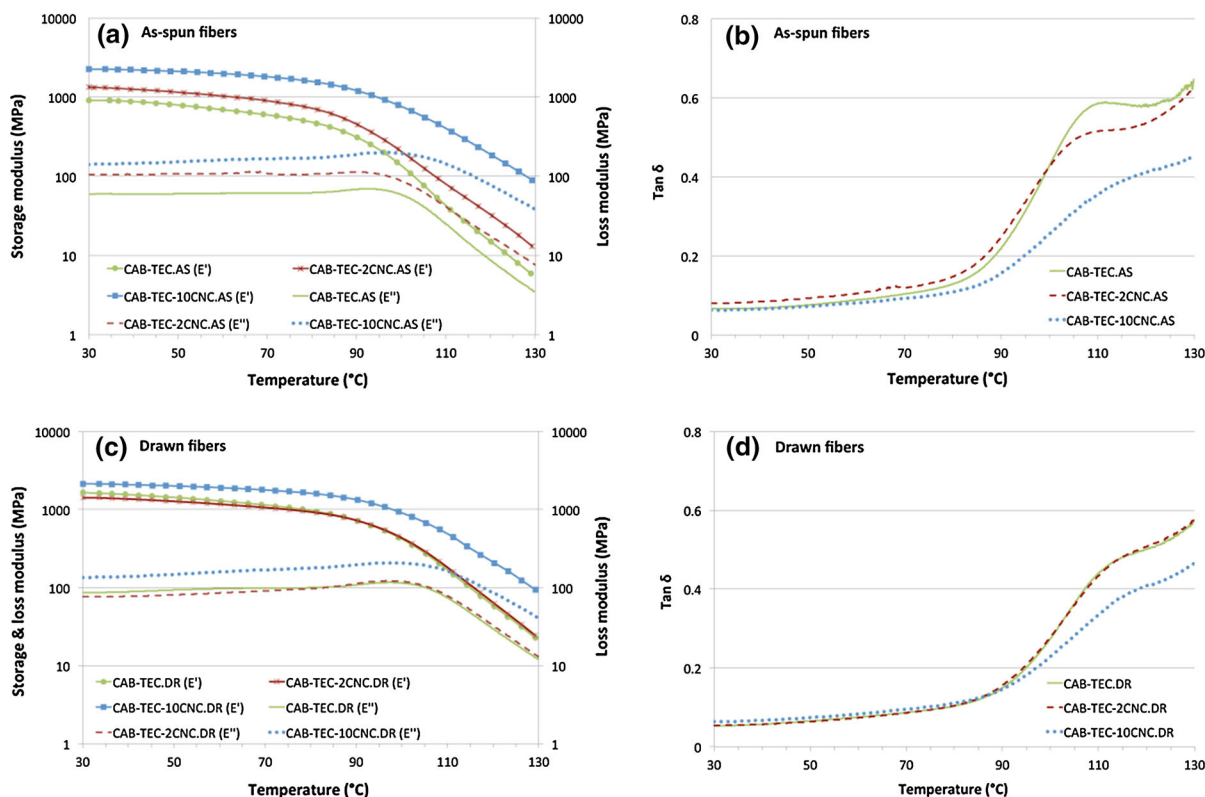 (a) As-spun fibers
10000
1000
100
10
1
Storage modulus (MPa)
10000
1000
100
10
1
Loss modulus (MPa)
30 50 70 90 110 130
Temperature (°C)
CAB-TEC.AS (E')
CAB-TEC-2CNC.AS (E')
CAB-TEC-10CNC.AS (E')
CAB-TEC.AS (E'')
CAB-TEC-2CNC.AS (E'')
CAB-TEC-10CNC.AS (E'')
(b) As-spun fibers
0.8
0.6
0.4
0.2
0
Tan δ
30 50 70 90 110 130
Temperature (°C)
CAB-TEC.AS
CAB-TEC-2CNC.AS
CAB-TEC-10CNC.AS
(c) Drawn fibers
10000
1000
100
10
1
Storage & loss modulus (MPa)
10000
1000
100
10
1
Loss modulus (MPa)
30 50 70 90 110 130
Temperature (°C)
CAB-TEC.DR (E')
CAB-TEC-2CNC.DR (E')
CAB-TEC-10CNC.DR (E')
CAB-TEC.DR (E'')
CAB-TEC-2CNC.DR (E'')
CAB-TEC-10CNC.DR (E'')
(d) Drawn fibers
0.8
0.6
0.4
0.2
0
Tan δ
30 50 70 90 110 130
Temperature (°C)
CAB-TEC.DR
CAB-TEC-2CNC.DR
CAB-TEC-10CNC.DR